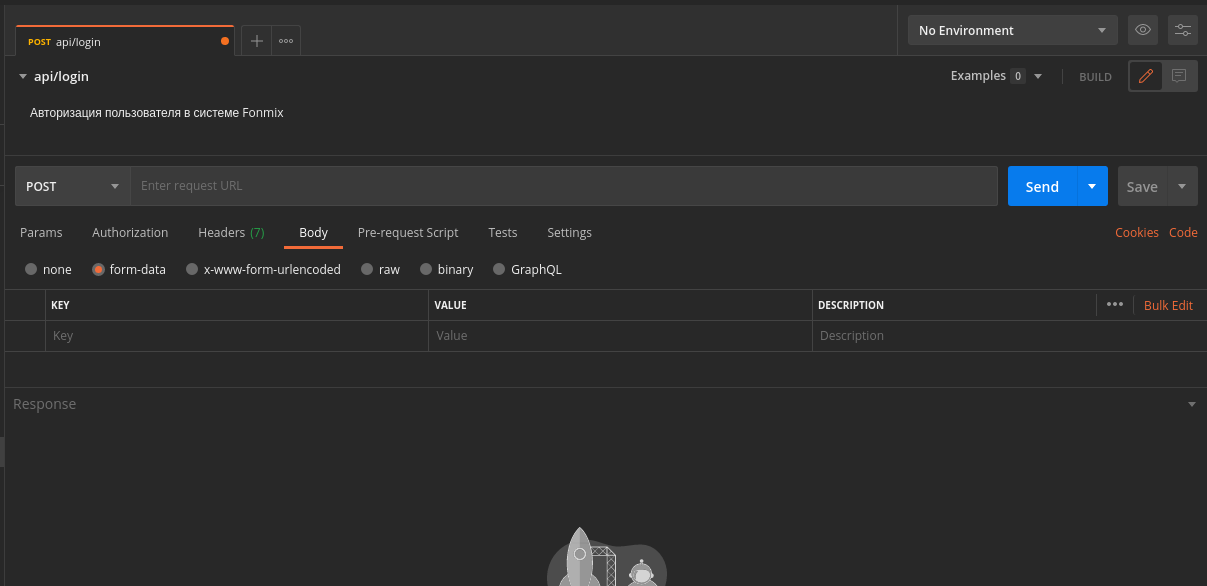 POST api/login
No Environment
api/login
Examples 0
BUILD
Авторизация пользователя в системе Fonmix
POST
Enter request URL
Send
Save
Params Authorization Headers (7) Body Pre-request Script Tests Settings
Cookies Code
none form-data x-www-form-urlencoded raw binary GraphQL
KEY VALUE DESCRIPTION
Bulk Edit
Key Value Description
Response